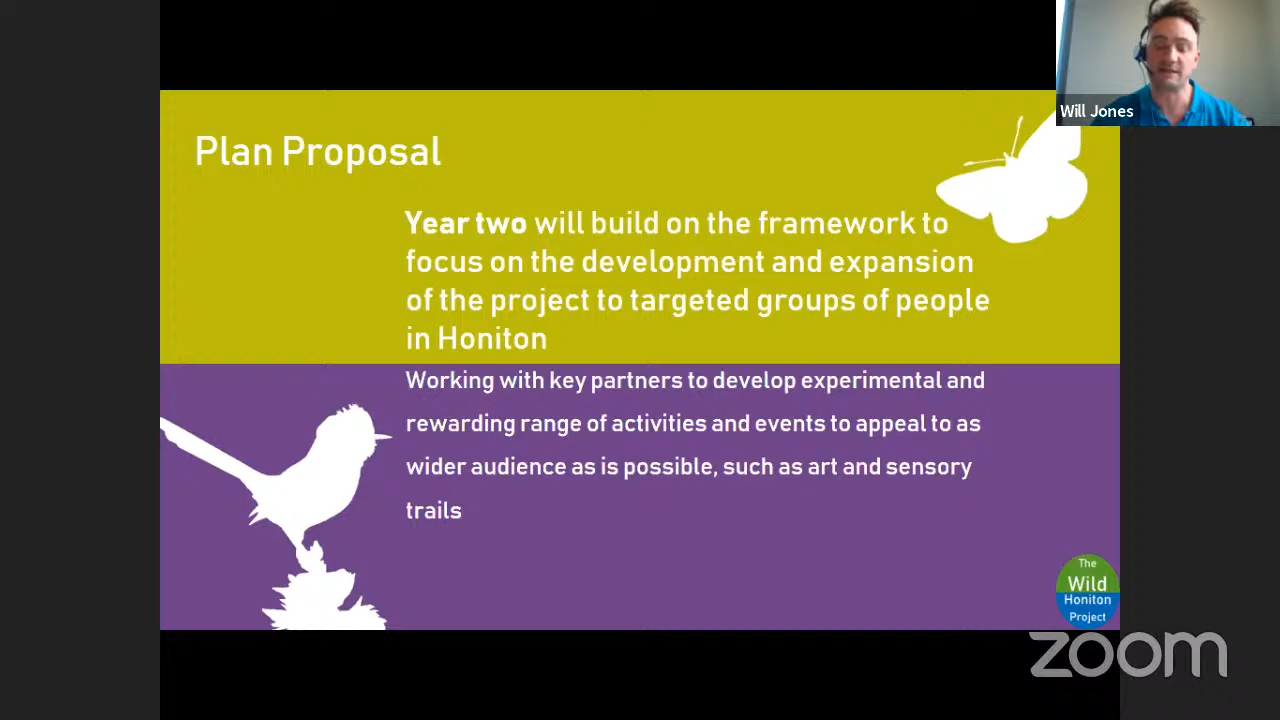 Will Jones
Plan Proposal
Year two will build on the framework to
focus on the development and expansion
of the project to targeted groups of people
in Honiton
Working with key partners to develop experimental and
rewarding range of activities and events to appeal to as
wider audience as is possible, such as art and sensory
trails
The
Wild
Honiton
Project
zoom